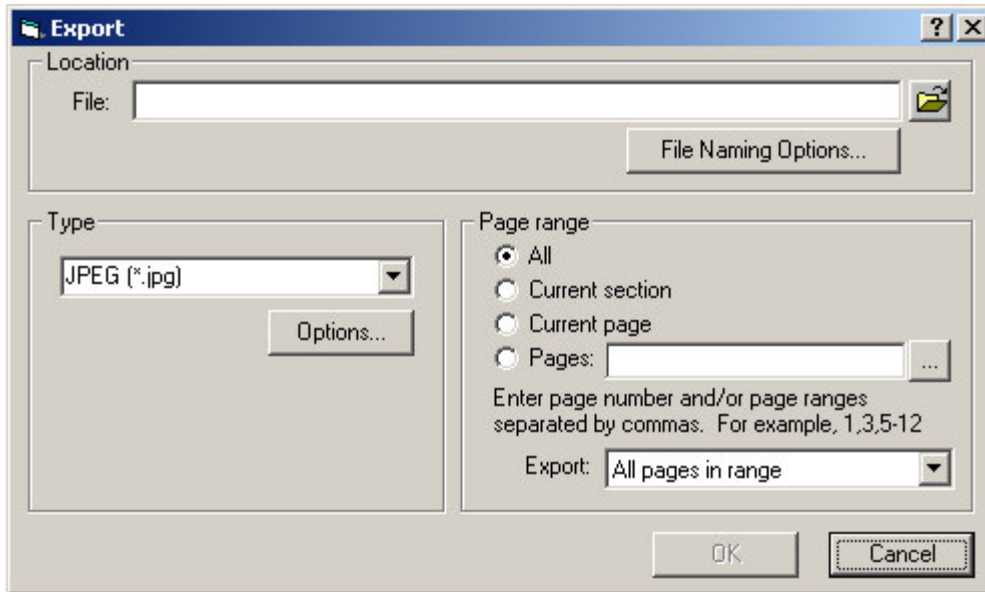 Export
Location
File:
File Naming Options...
Type
JPEG (*.jpg)
Options...
Page range
All
Current section
Current page
Pages:
...
Enter page number and/or page ranges
separated by commas.  For example, 1,3,5-12
Export: All pages in range
OK Cancel